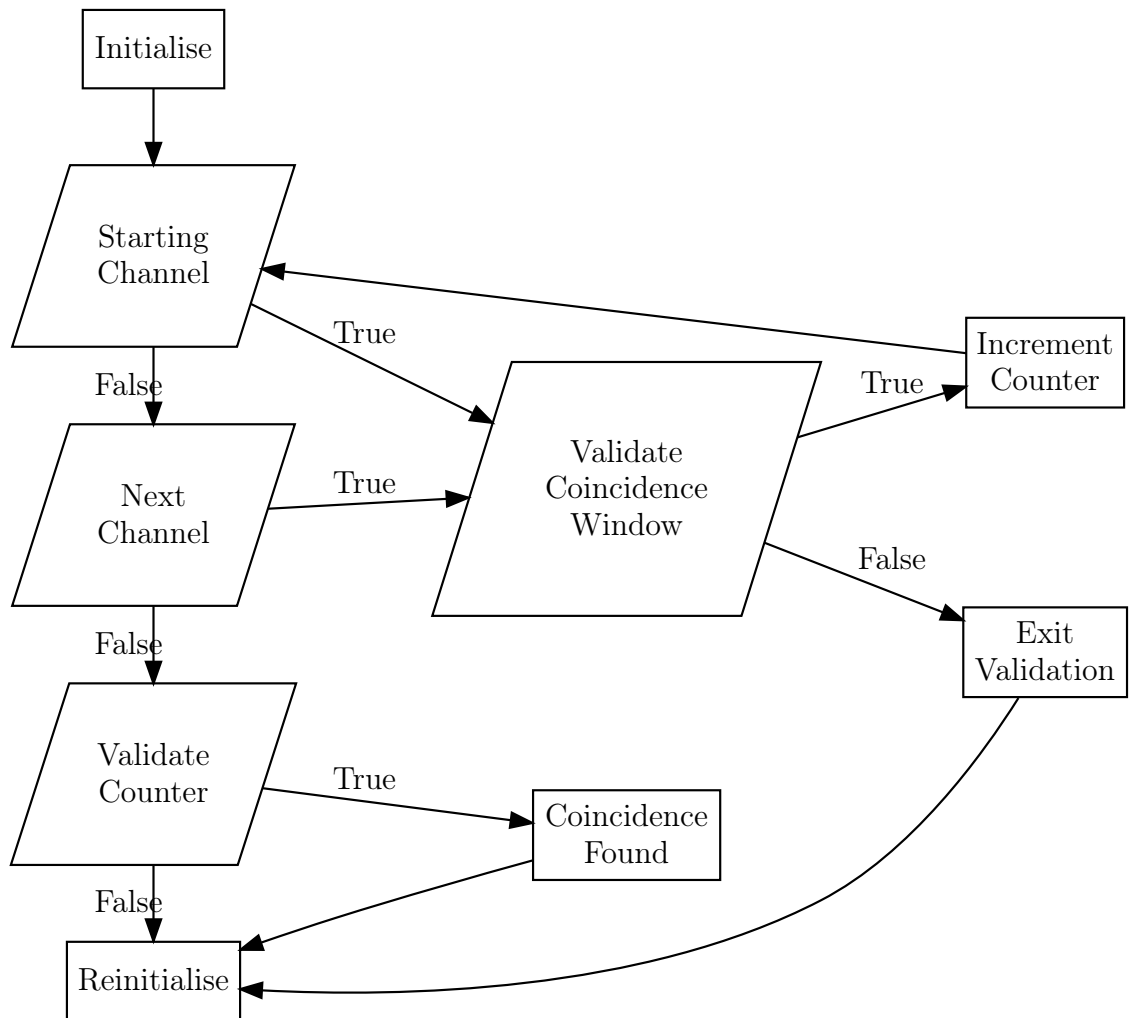 Initialise
Starting
Channel
True
False
Increment
Counter
True
Validate
Coincidence
Window
Next
Channel
True
False
False
Exit
Validation
Validate
Counter
True
Coincidence
Found
False
Reinitialise